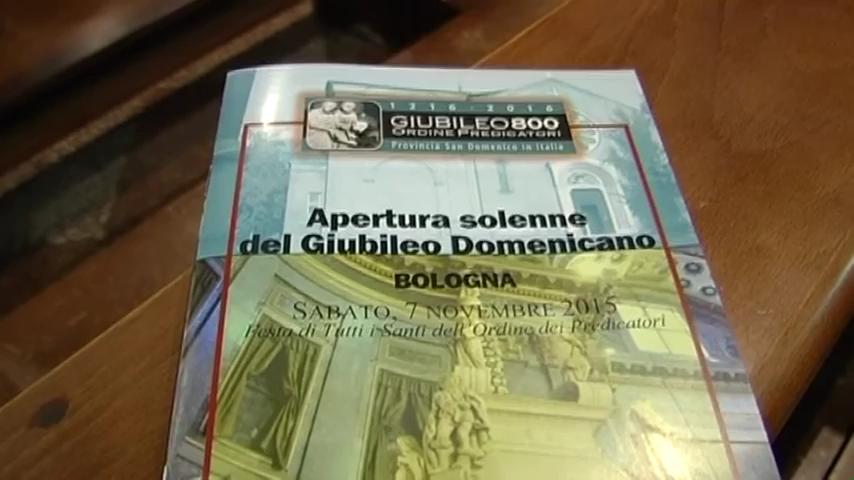 1216 - 2016
GIUBILEO800
ORDINE PREDICATORI
Provincia San Domenico in Italia
Apertura solenne
del Giubileo Domenicano
BOLOGNA
SABATO, 7 NOVEMBRE 2015
Festa di Tutti i Santi dell'Ordine dei Predicatori